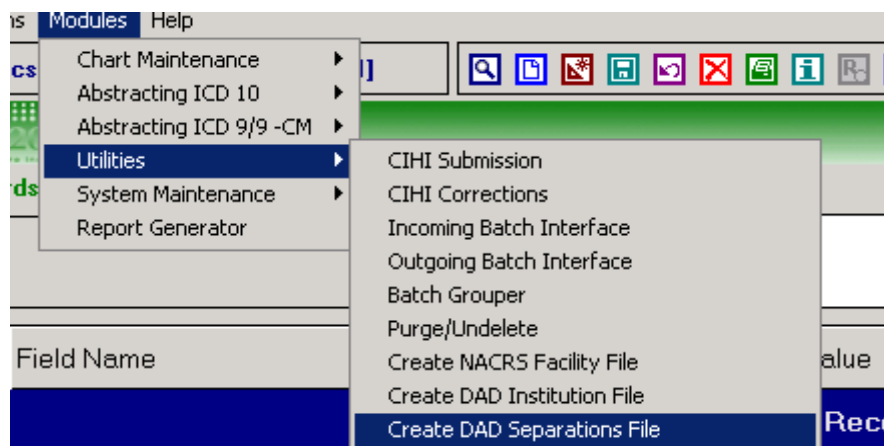 Modules Help
Chart Maintenance
Abstracting ICD 10
Abstracting ICD 9/9 -CM
Utilities
System Maintenance
Report Generator
CIHI Submission
CIHI Corrections
Incoming Batch Interface
Outgoing Batch Interface
Batch Grouper
Purge/Undelete
Create NACRS Facility File
Create DAD Institution File
Create DAD Separations File
Field Name